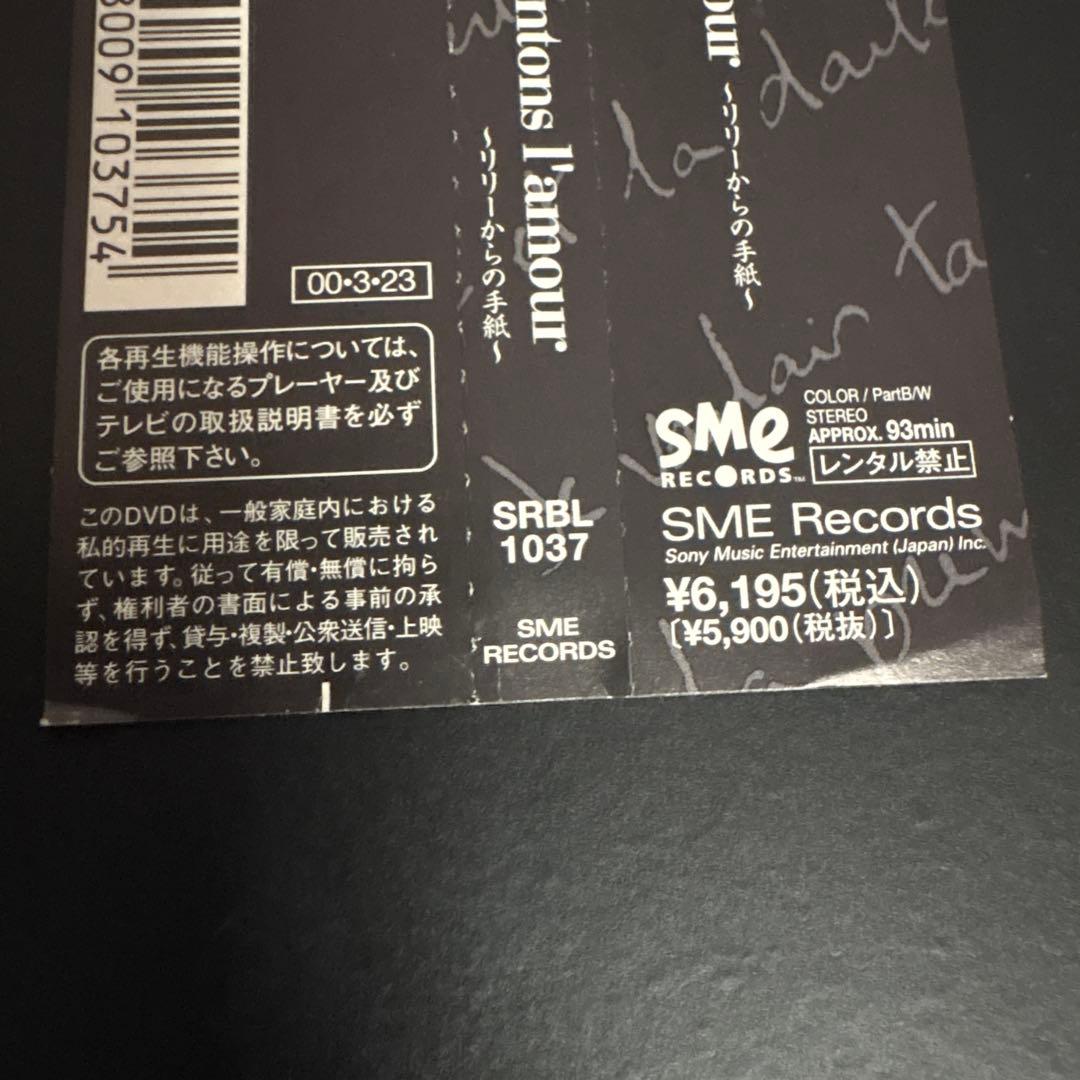 3009 103754
00・3・23
各再生機能操作については、
ご使用になるプレーヤー及び
テレビの取扱説明書を必ず
ご参照下さい。
このDVDは、一般家庭内における
私的再生に用途を限って販売され
ています。従って有償・無償に拘ら
ず、権利者の書面による事前の承
認を得ず、貸与・複製・公衆送信・上映
等を行うことを禁止致します。
ntons l'amour
〜リリーからの手紙〜
SRBL
1037
SME
RECORDS
our
〜リリーからの手紙〜
la
ta
SMe
RECORDS™
COLOR / PartB/W
STEREO
APPROX. 93min
レンタル禁止
SME Records
Sony Music Entertainment (Japan) Inc.
¥6,195(税込)
〔¥5,900(税抜)〕